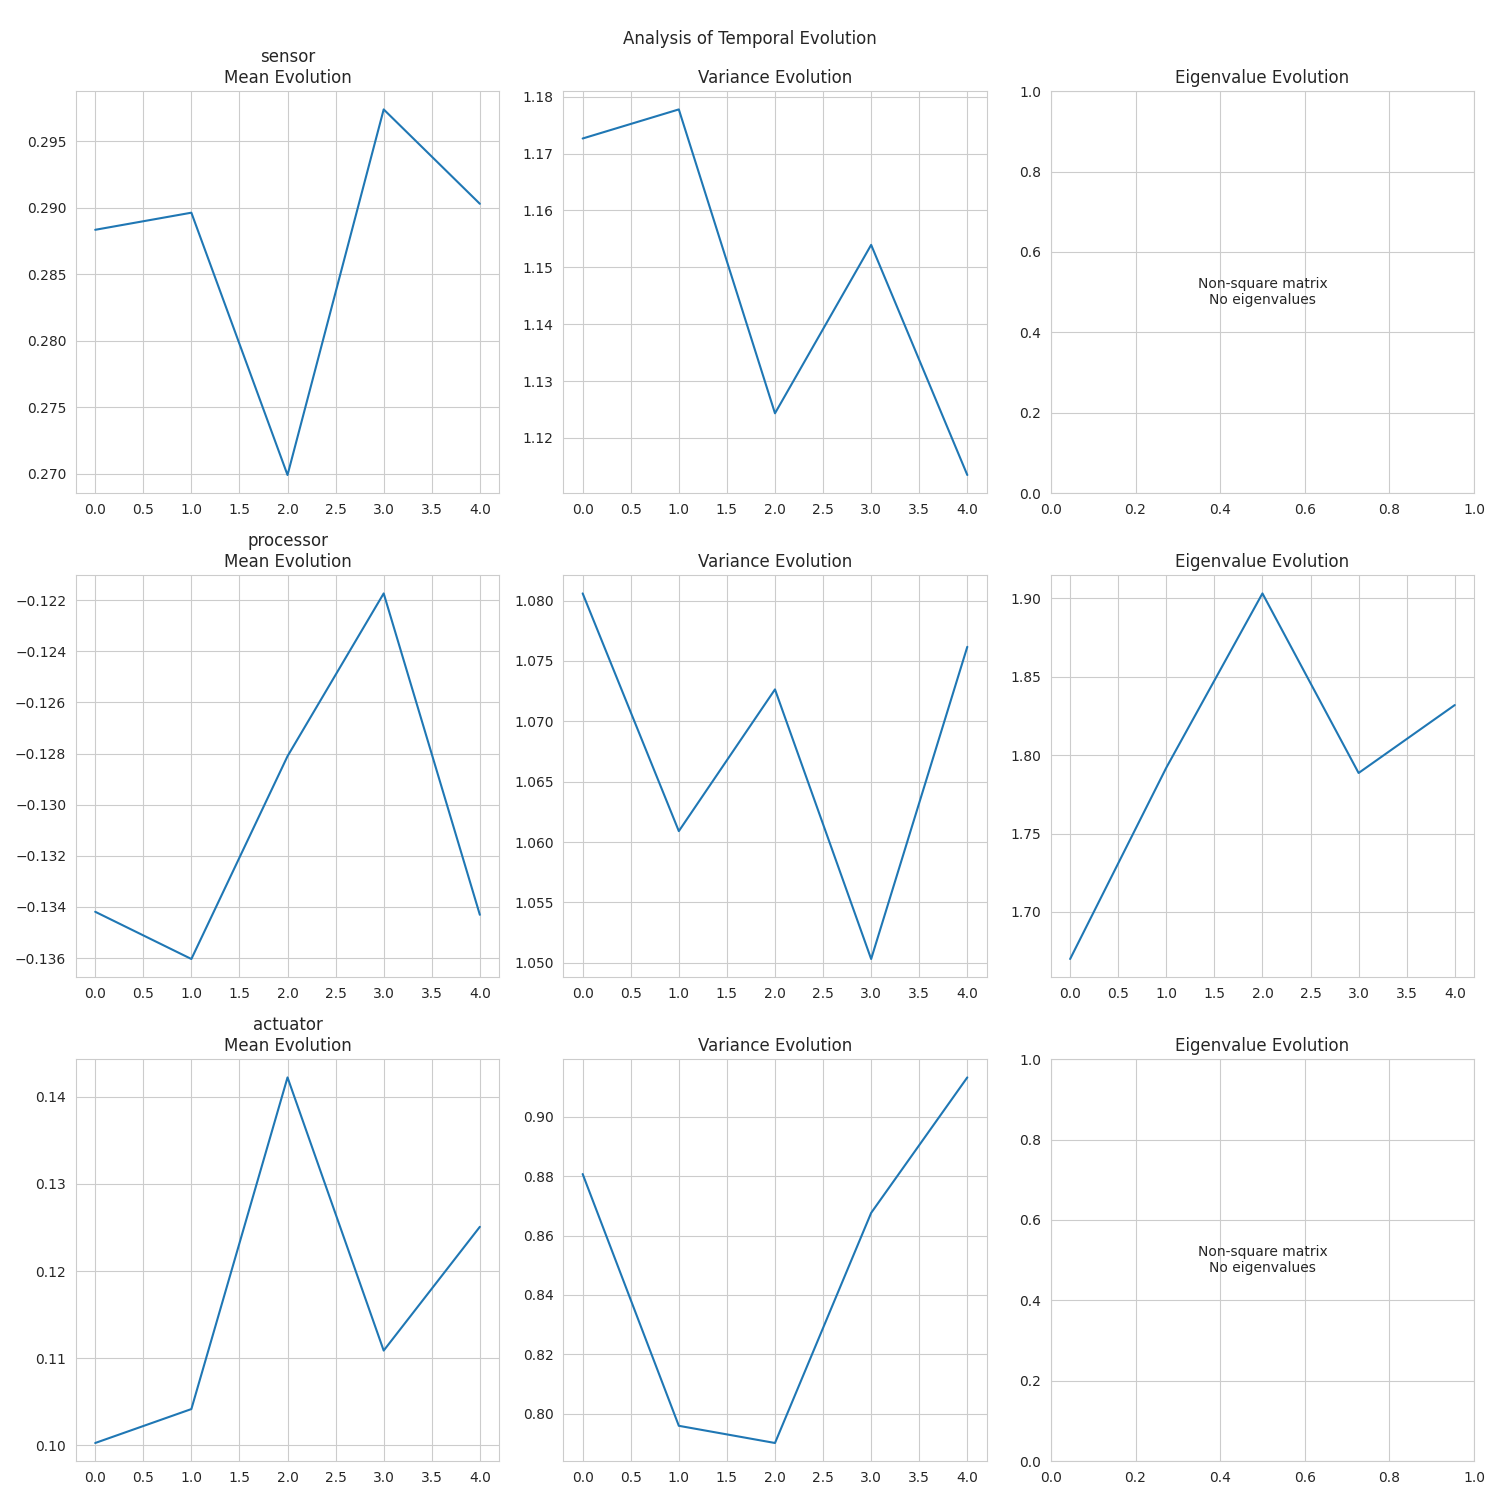 Analysis of Temporal Evolution
sensor
Mean Evolution
0.295
0.290
0.285
0.280
0.275
0.270
0.0 0.5 1.0 1.5 2.0 2.5 3.0 3.5 4.0
Variance Evolution
1.18
1.17
1.16
1.15
1.14
1.13
1.12
0.0 0.5 1.0 1.5 2.0 2.5 3.0 3.5 4.0
Eigenvalue Evolution
1.0
0.8
0.6
0.4
0.2
0.0
Non-square matrix
No eigenvalues
0.0 0.2 0.4 0.6 0.8 1.0
processor
Mean Evolution
−0.122
−0.124
−0.126
−0.128
−0.130
−0.132
−0.134
−0.136
0.0 0.5 1.0 1.5 2.0 2.5 3.0 3.5 4.0
Variance Evolution
1.080
1.075
1.070
1.065
1.060
1.055
1.050
0.0 0.5 1.0 1.5 2.0 2.5 3.0 3.5 4.0
Eigenvalue Evolution
1.90
1.85
1.80
1.75
1.70
0.0 0.5 1.0 1.5 2.0 2.5 3.0 3.5 4.0
actuator
Mean Evolution
0.14
0.13
0.12
0.11
0.10
0.0 0.5 1.0 1.5 2.0 2.5 3.0 3.5 4.0
Variance Evolution
0.90
0.88
0.86
0.84
0.82
0.80
0.0 0.5 1.0 1.5 2.0 2.5 3.0 3.5 4.0
Eigenvalue Evolution
1.0
0.8
0.6
0.4
0.2
0.0
Non-square matrix
No eigenvalues
0.0 0.2 0.4 0.6 0.8 1.0